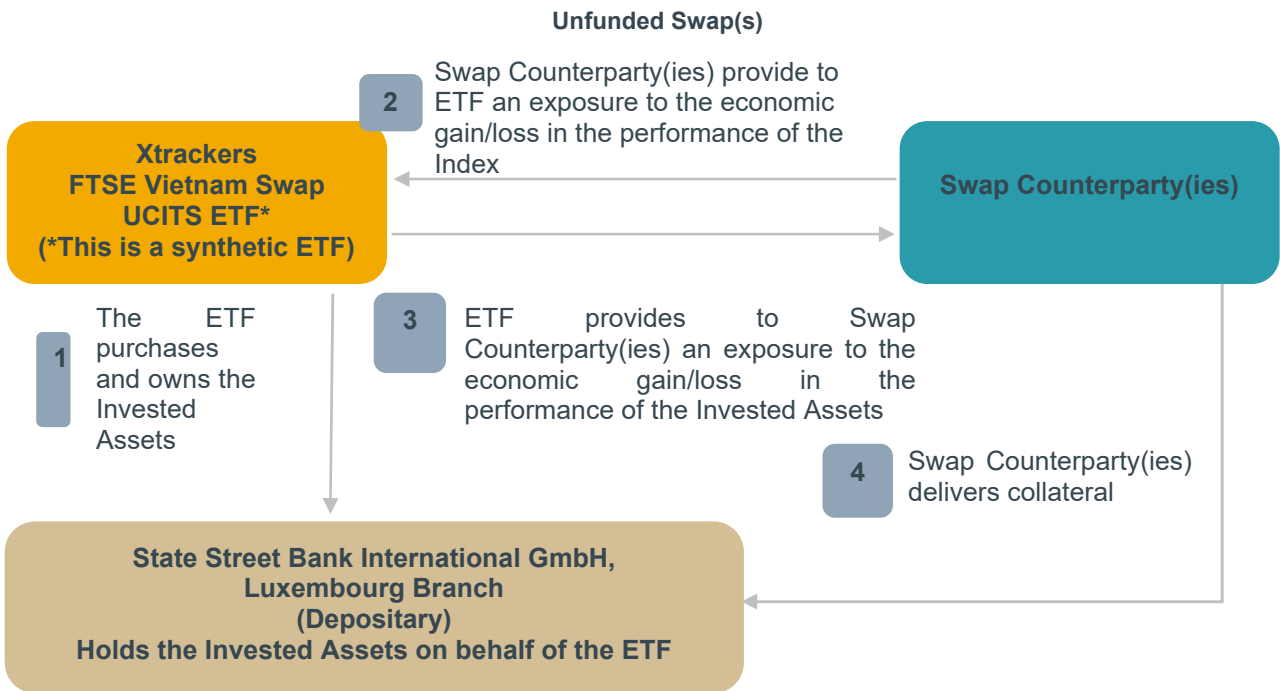 Unfunded Swap(s)
2
Swap Counterparty(ies) provide to
ETF an exposure to the economic
gain/loss in the performance of the
Index
Xtrackers
FTSE Vietnam Swap
UCITS ETF*
(*This is a synthetic ETF)
Swap Counterparty(ies)
1
The ETF
purchases
and owns the
Invested
Assets
3
ETF provides to Swap
Counterparty(ies) an exposure to the
economic gain/loss in the
performance of the Invested Assets
4
Swap Counterparty(ies)
delivers collateral
State Street Bank International GmbH,
Luxembourg Branch
(Depositary)
Holds the Invested Assets on behalf of the ETF